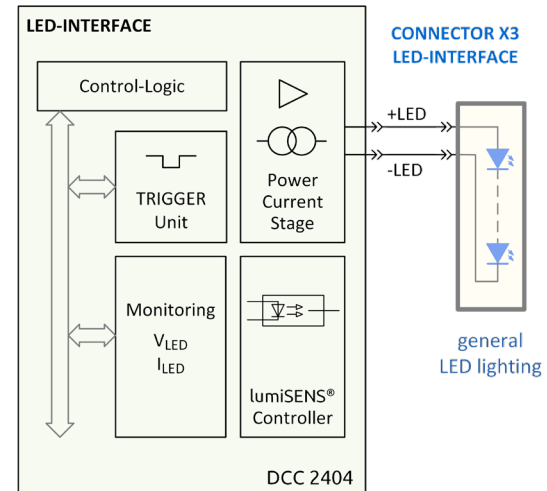 LED-INTERFACE
CONNECTOR X3
LED-INTERFACE
Control-Logic
+LED
-LED
TRIGGER
Unit
Power
Current
Stage
Monitoring
VLED
ILED
lumiSENS®
Controller
general
LED lighting
DCC 2404